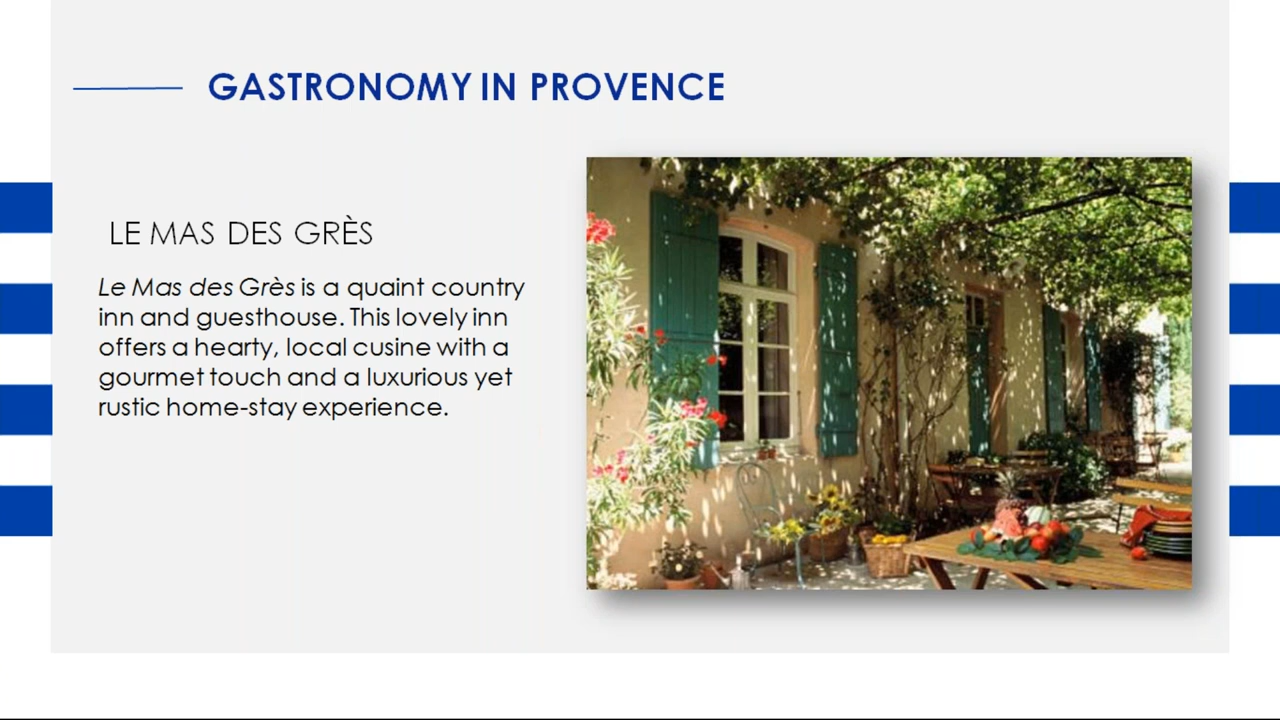 GASTRONOMY IN PROVENCE
LE MAS DES GRÈS
Le Mas des Grès is a quaint country
inn and guesthouse. This lovely inn
offers a hearty, local cusine with a
gourmet touch and a luxurious yet
rustic home-stay experience.